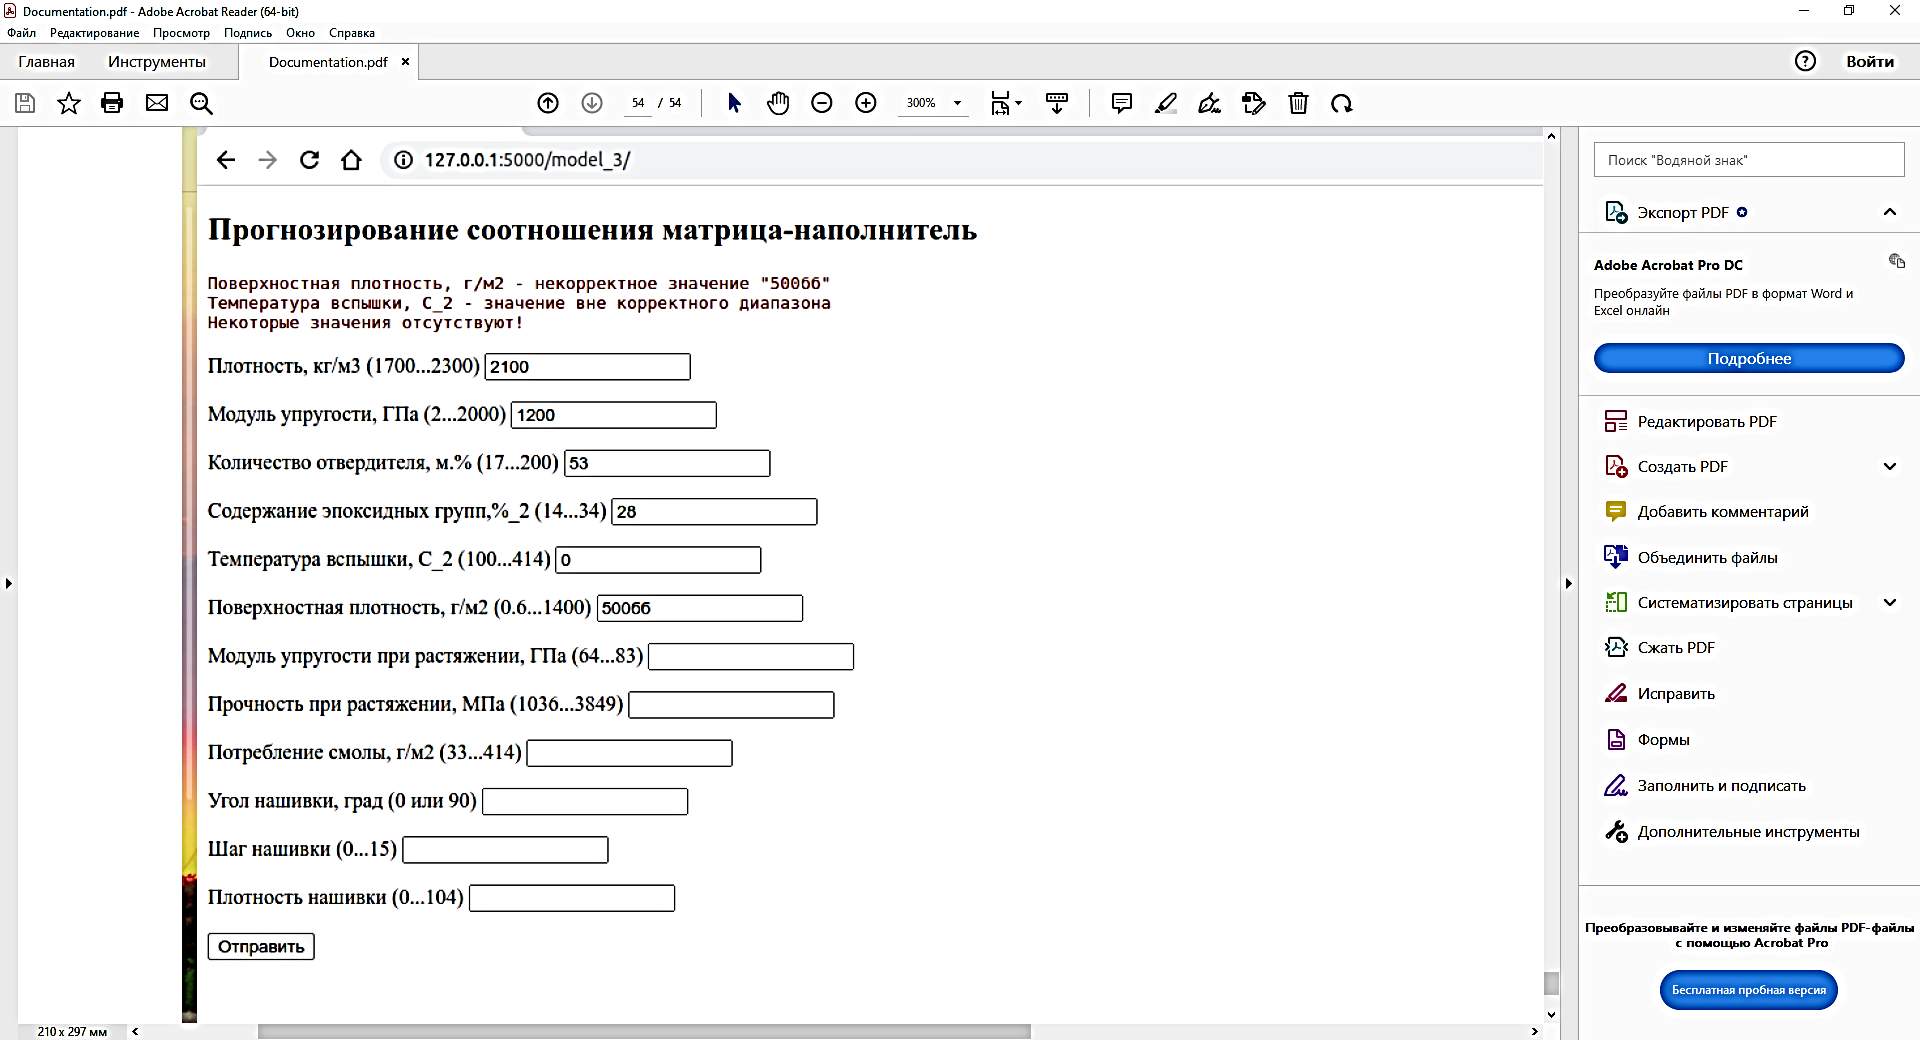 Documentation.pdf - Adobe Acrobat Reader (64-bit)
Файл Редактирование Просмотр Подпись Окно Справка
Главная Инструменты Documentation.pdf × Войти
54 / 54 300%
127.0.0.1:5000/model_3/
Прогнозирование соотношения матрица-наполнитель
Поверхностная плотность, г/м2 - некорректное значение "500бб"
Температура вспышки, С_2 - значение вне корректного диапазона
Некоторые значения отсутствуют!
Плотность, кг/м3 (1700...2300) 2100
Модуль упругости, ГПа (2...2000) 1200
Количество отвердителя, м.% (17...200) 53
Содержание эпоксидных групп,%_2 (14...34) 28
Температура вспышки, С_2 (100...414) 0
Поверхностная плотность, г/м2 (0.6...1400) 500бб
Модуль упругости при растяжении, ГПа (64...83)
Прочность при растяжении, МПа (1036...3849)
Потребление смолы, г/м2 (33...414)
Угол нашивки, град (0 или 90)
Шаг нашивки (0...15)
Плотность нашивки (0...104)
Отправить
210 x 297 мм
Поиск "Водяной знак"
Экспорт PDF
Adobe Acrobat Pro DC
Преобразуйте файлы PDF в формат Word и
Excel онлайн
Подробнее
Редактировать PDF
Создать PDF
Добавить комментарий
Объединить файлы
Систематизировать страницы
Сжать PDF
Исправить
Формы
Заполнить и подписать
Дополнительные инструменты
Преобразовывайте и изменяйте файлы PDF-файлы
с помощью Acrobat Pro
Бесплатная пробная версия